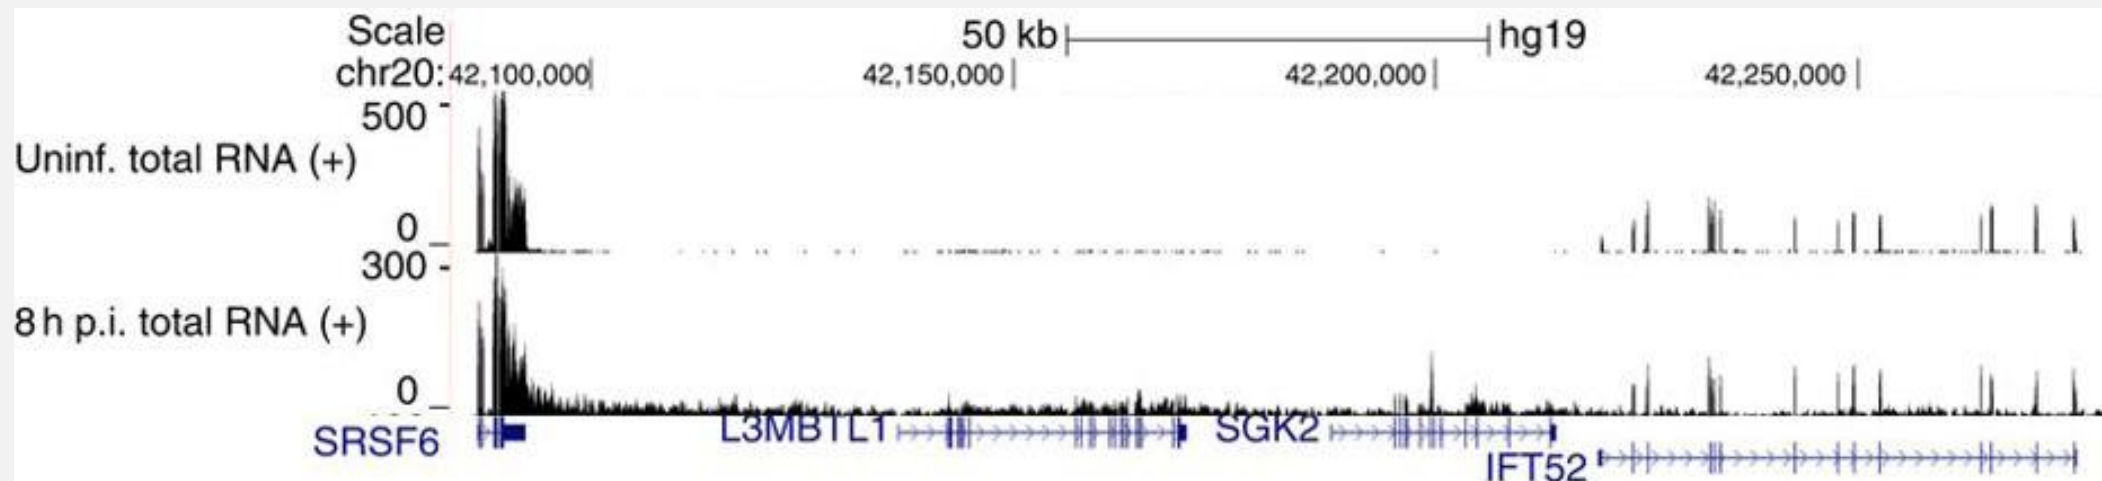 Scale 50 kb hg19
chr20: 42,100,000 42,150,000 42,200,000 42,250,000
500
Uninf. total RNA (+)
0
300
8 h p.i. total RNA (+)
0
SRSF6 L3MBTL1 SGK2
IFT52